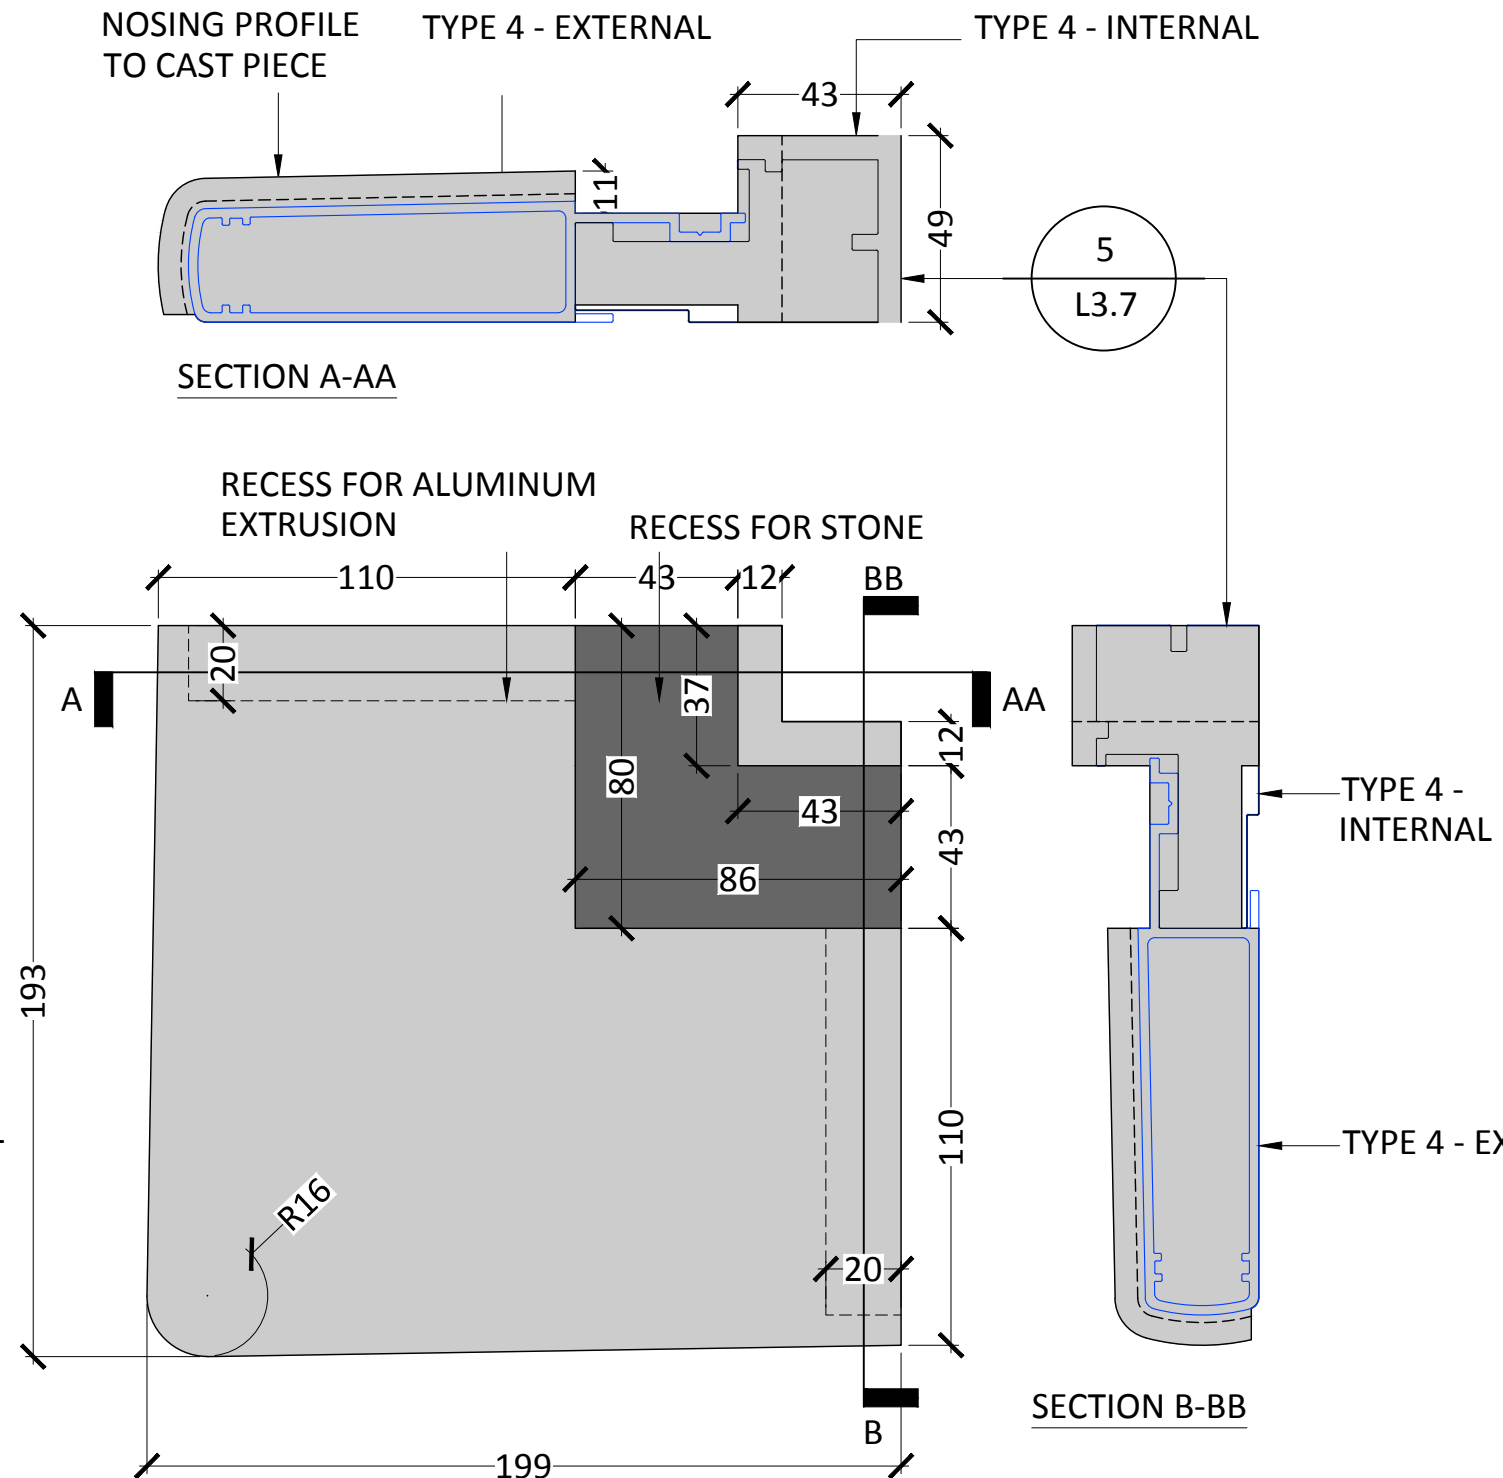 NOSING PROFILE
TO CAST PIECE
TYPE 4 - EXTERNAL
TYPE 4 - INTERNAL
43
11
49
5
L3.7
SECTION A-AA
RECESS FOR ALUMINUM
EXTRUSION
RECESS FOR STONE
110
43
12
BB
20
A
37
AA
12
80
43
43
86
TYPE 4 -
INTERNAL
193
110
TYPE 4 - EX
R16
20
SECTION B-BB
B
199